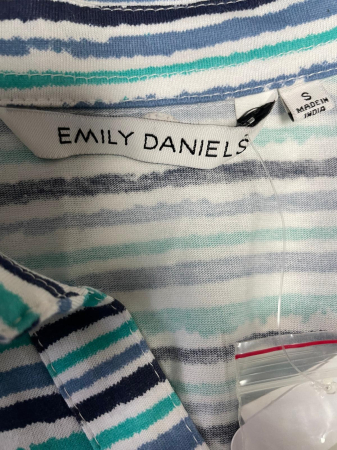 EMILY DANIELS
S
MADE IN
INDIA